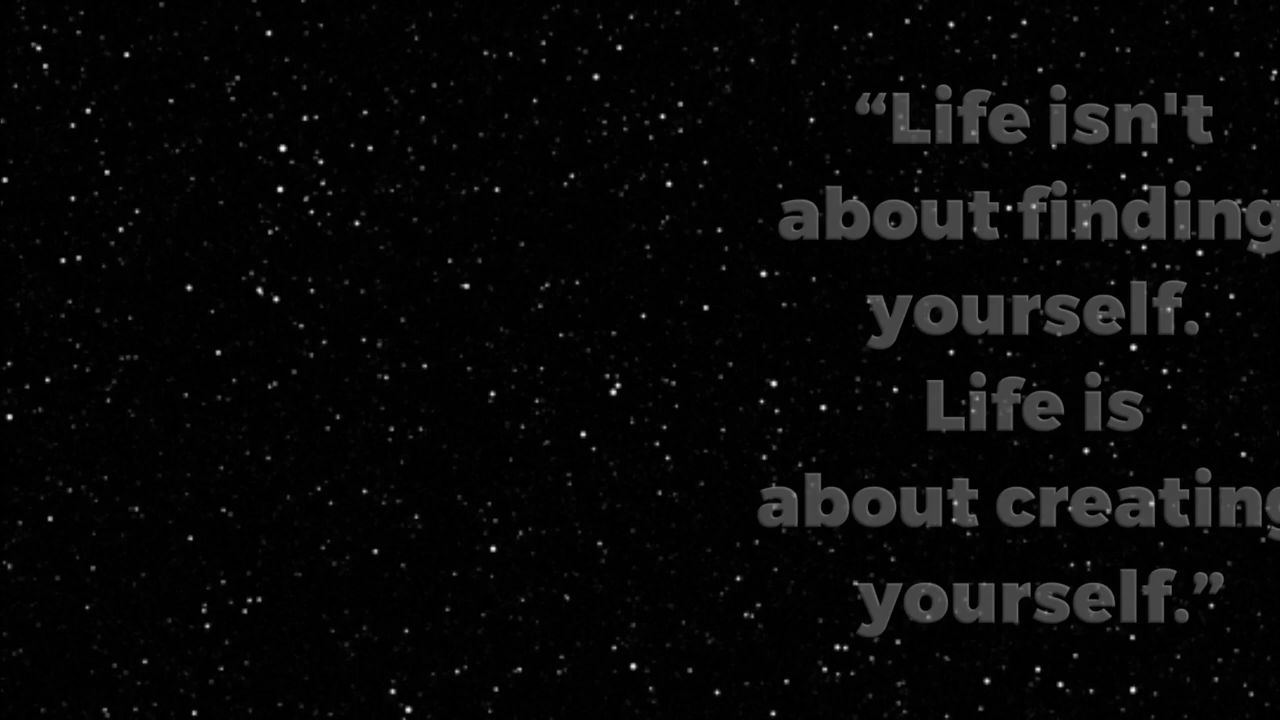 “Life isn't
about finding
yourself.
Life is
about creating
yourself.”